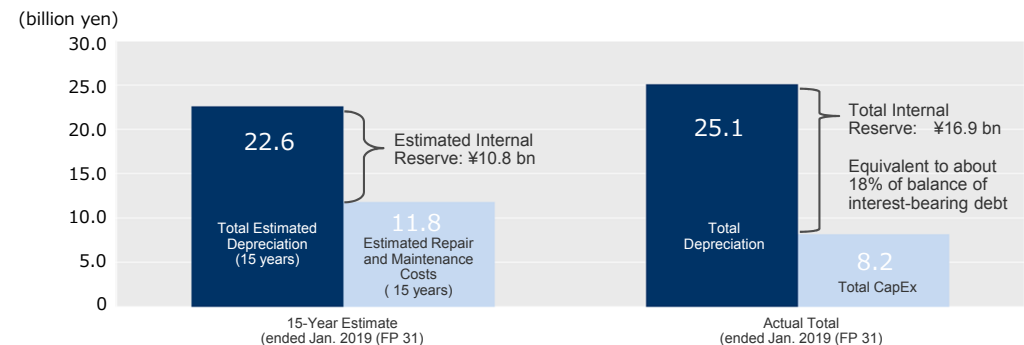 (billion yen)
30.0
25.0
20.0
15.0
10.0
5.0
0
22.6
Total Estimated
Depreciation
(15 years)
Estimated Internal
Reserve: ¥10.8 bn
11.8
Estimated Repair
and Maintenance
Costs
( 15 years)
15-Year Estimate
(ended Jan. 2019 (FP 31)
25.1
Total
Depreciation
Total Internal
Reserve: ¥16.9 bn
Equivalent to about
18% of balance of
interest-bearing debt
8.2
Total CapEx
Actual Total
(ended Jan. 2019 (FP 31)